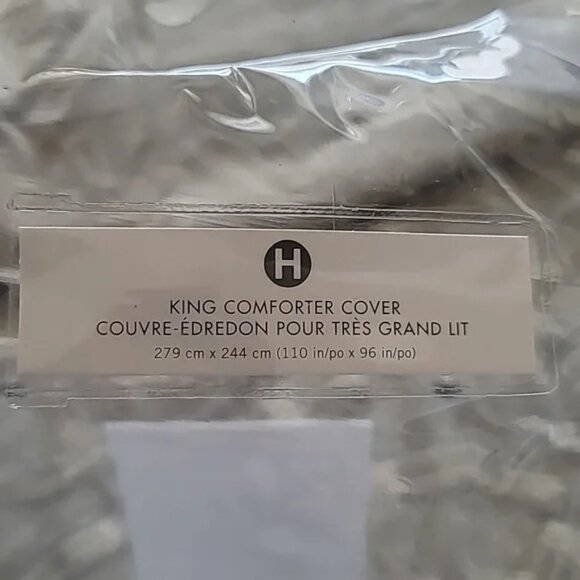 H
KING COMFORTER COVER
COUVRE-ÉDREDON POUR TRÈS GRAND LIT
279 cm x 244 cm (110 in/po x 96 in/po)